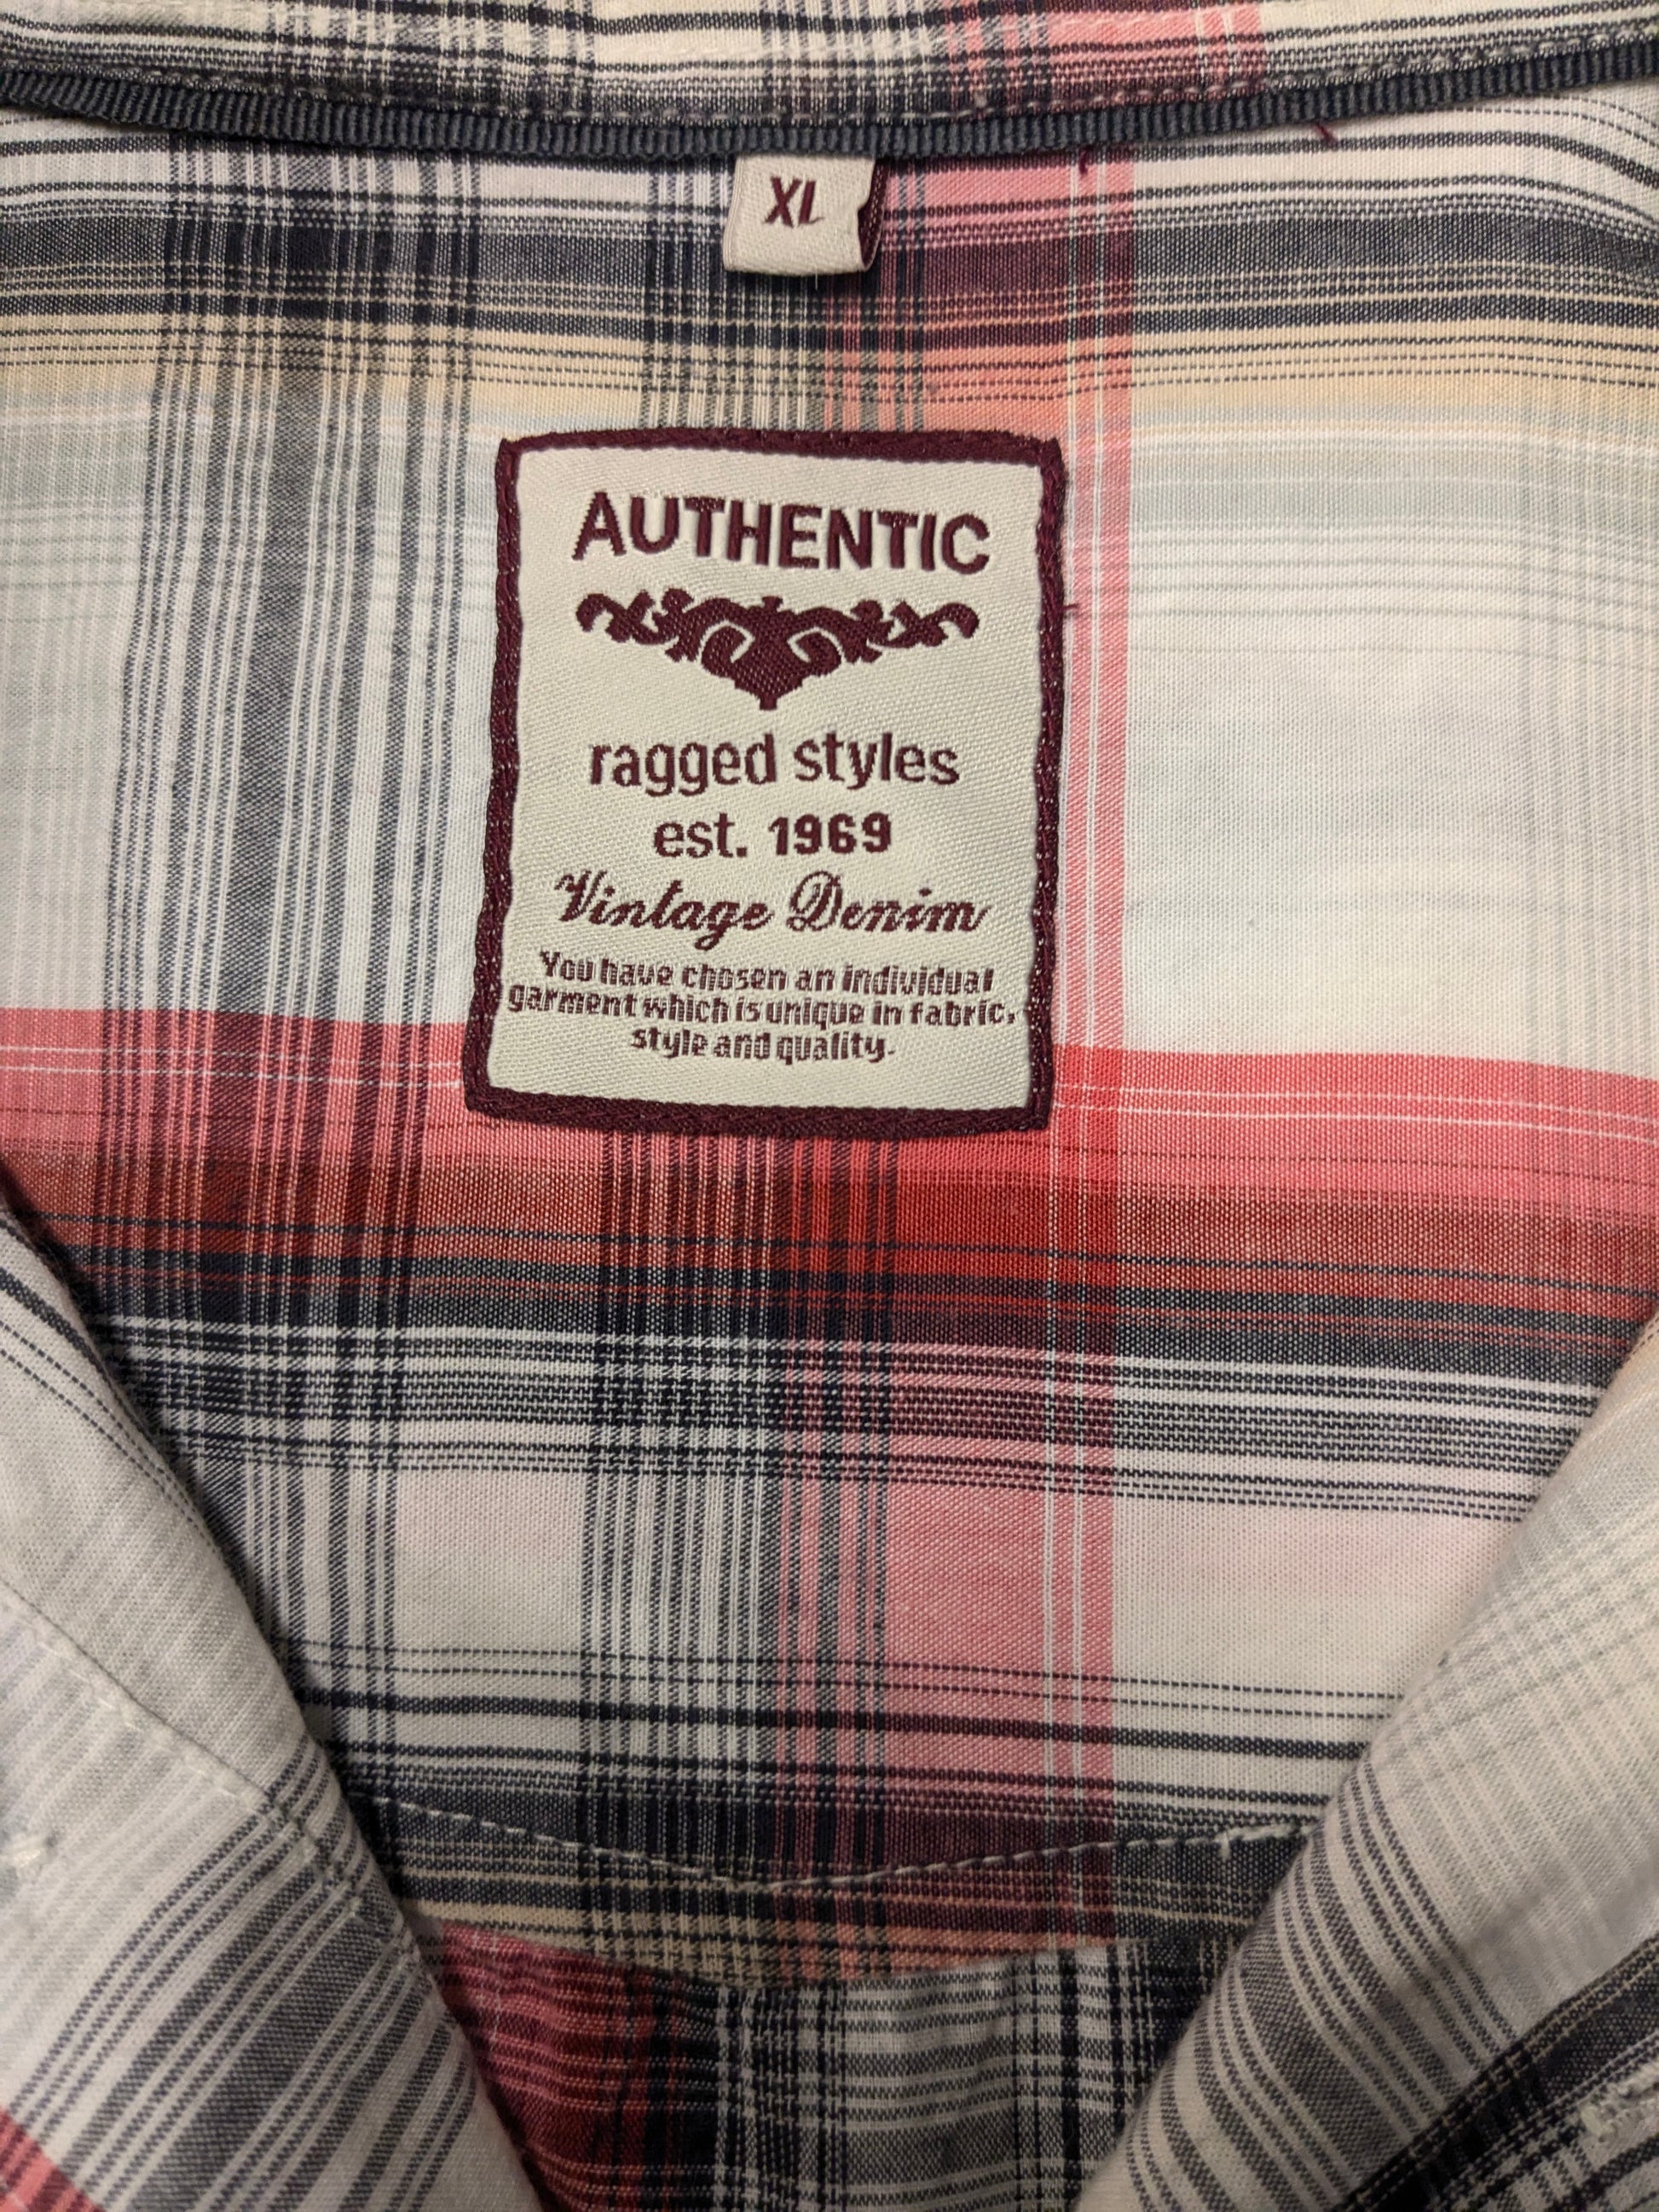 XL
AUTHENTIC
ragged styles
est. 1969
Vintage Denim
You have chosen an individual
garment which is unique in fabric,
style and quality.